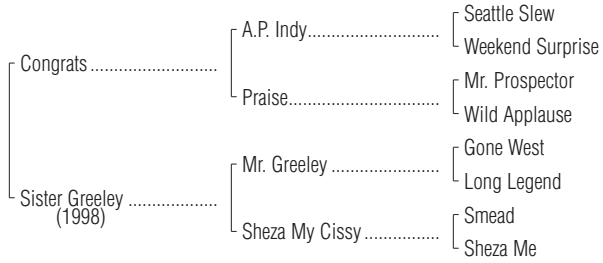 Seattle Slew
A.P. Indy
Weekend Surprise
Congrats
Mr. Prospector
Praise
Wild Applause
Gone West
Mr. Greeley
Long Legend
Sister Greeley
(1998)
Smead
Sheza My Cissy
Sheza Me